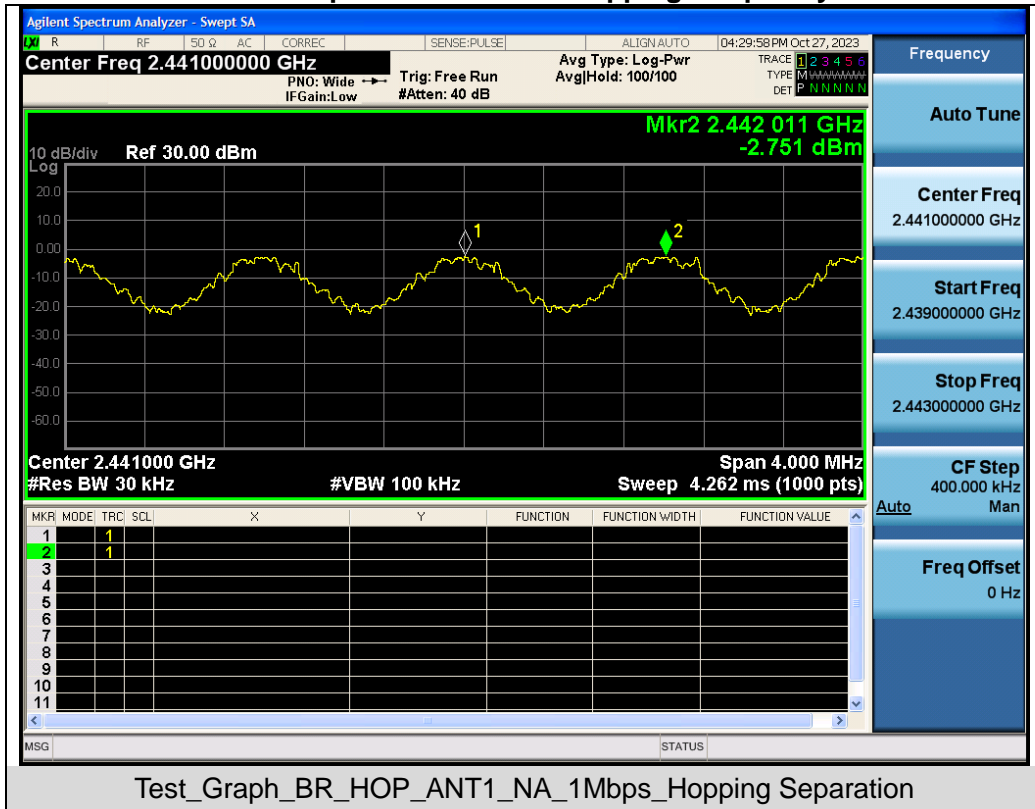 Agilent Spectrum Analyzer - Swept SA
LXI R RF 50 Ω AC CORREC SENSE:PULSE ALIGN AUTO 04:29:58 PM Oct 27, 2023
Center Freq 2.441000000 GHz
PNO: Wide
IFGain:Low
Trig: Free Run
#Atten: 40 dB
Avg Type: Log-Pwr
Avg|Hold: 100/100
TRACE 1 2 3 4 5 6
TYPE M
DET P N N N N N
Frequency
Mkr2 2.442 011 GHz
-2.751 dBm
10 dB/div Ref 30.00 dBm
Log
20.0
10.0
0.00
-10.0
-20.0
-30.0
-40.0
-50.0
-60.0
1
2
Center 2.441000 GHz Span 4.000 MHz
#Res BW 30 kHz #VBW 100 kHz Sweep 4.262 ms (1000 pts)
MKR MODE TRC SCL X Y FUNCTION FUNCTION WIDTH FUNCTION VALUE
1 1
2 1
3
4
5
6
7
8
9
10
11
MSG STATUS
Auto Tune
Center Freq
2.441000000 GHz
Start Freq
2.439000000 GHz
Stop Freq
2.443000000 GHz
CF Step
400.000 kHz
Auto Man
Freq Offset
0 Hz
Test_Graph_BR_HOP_ANT1_NA_1Mbps_Hopping Separation